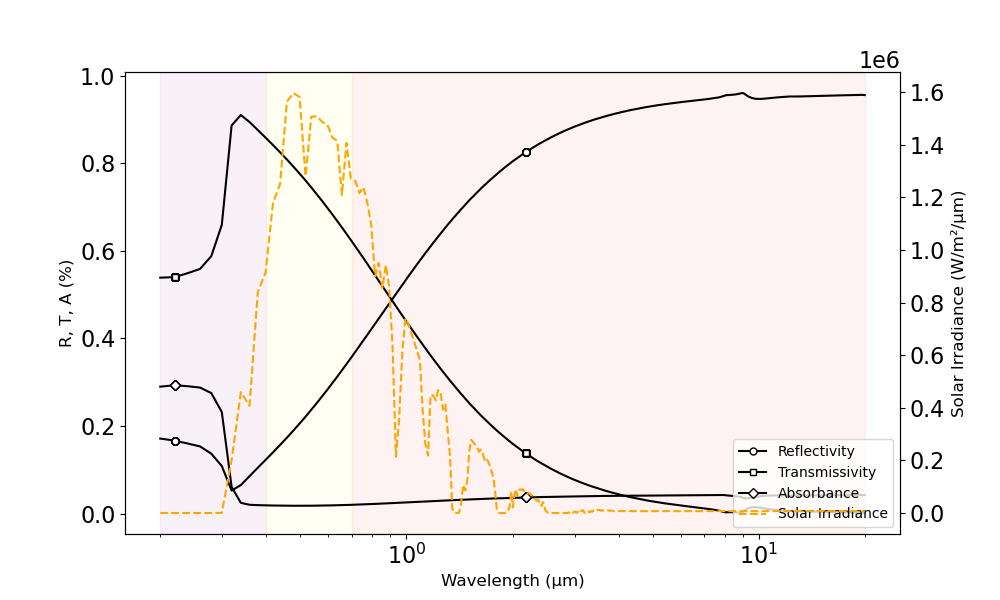 1e6
1.0
0.8
0.6
0.4
0.2
0.0
R, T, A (%)
1.6
1.4
1.2
1.0
0.8
0.6
0.4
0.2
0.0
Solar Irradiance (W/m²/μm)
Reflectivity
Transmissivity
Absorbance
Solar Irradiance
10⁰
10¹
Wavelength (μm)